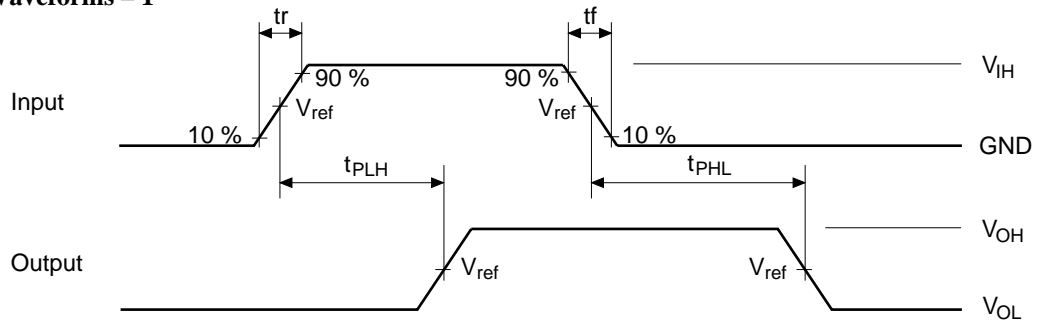 Waveforms – 1
tr
tf
90 %
90 %
V_IH
Input
V_ref
V_ref
10 %
10 %
GND
t_PLH
t_PHL
V_OH
Output
V_ref
V_ref
V_OL